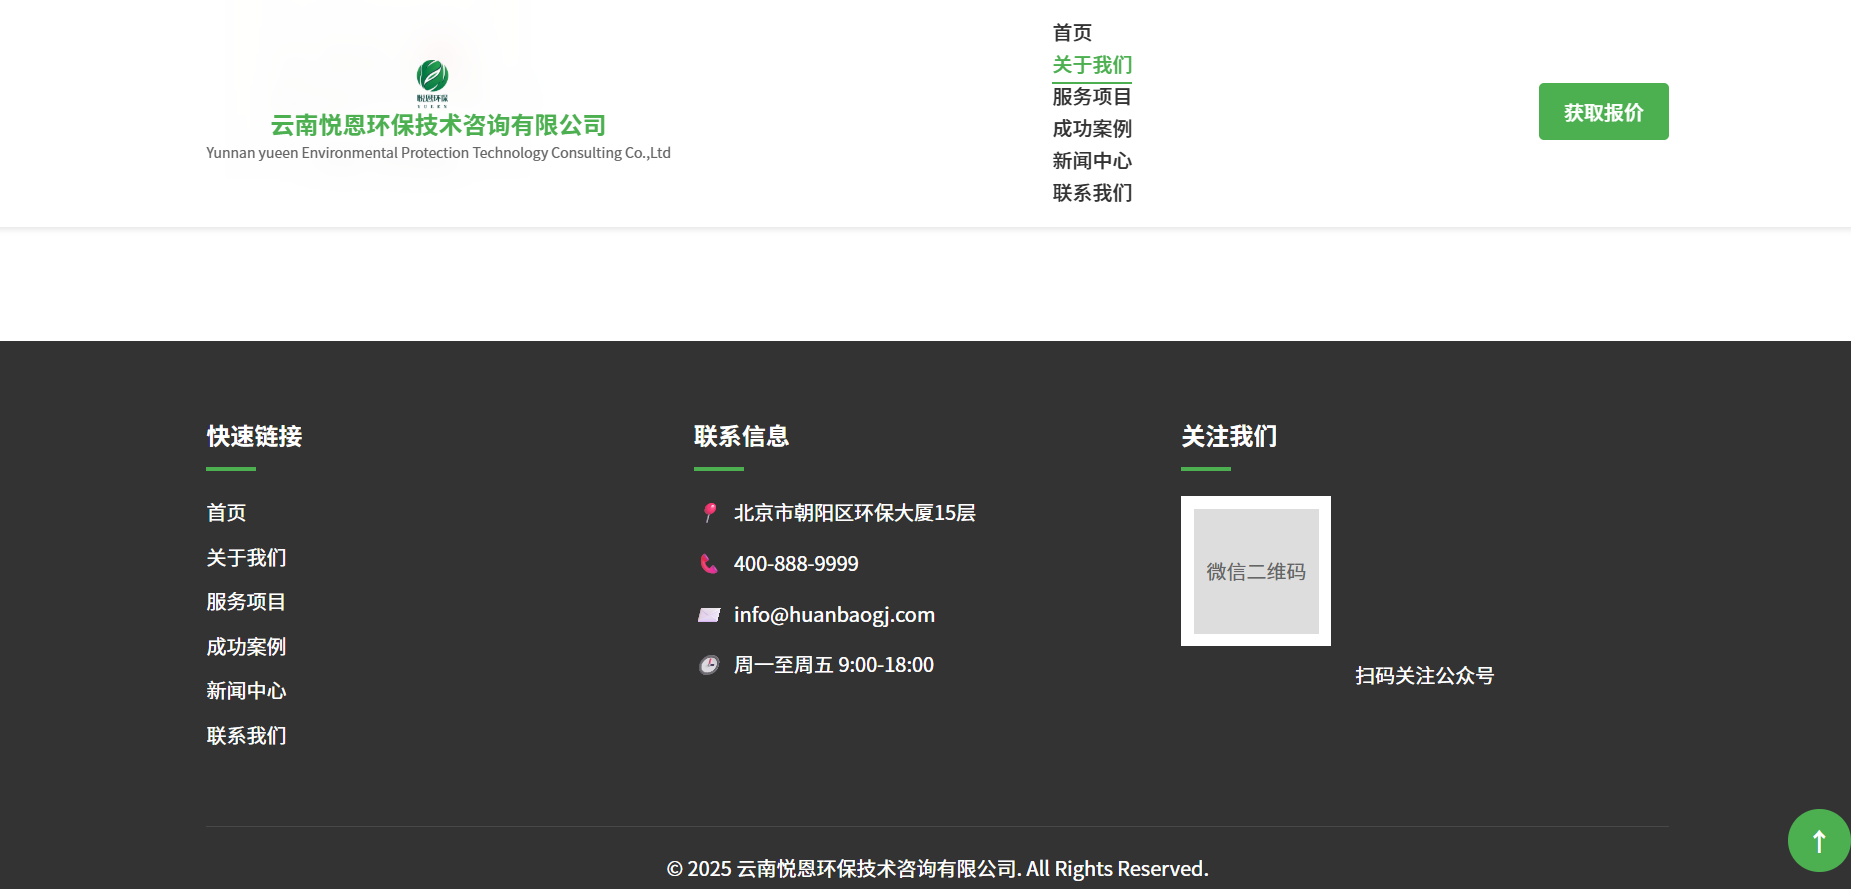 悦恩环保
YUEEN
云南悦恩环保技术咨询有限公司
Yunnan yueen Environmental Protection Technology Consulting Co.,Ltd
首页
关于我们
服务项目
成功案例
新闻中心
联系我们
获取报价
快速链接
首页
关于我们
服务项目
成功案例
新闻中心
联系我们
联系信息
北京市朝阳区环保大厦15层
400-888-9999
info@huanbaogj.com
周一至周五 9:00-18:00
关注我们
微信二维码
扫码关注公众号
© 2025 云南悦恩环保技术咨询有限公司. All Rights Reserved.